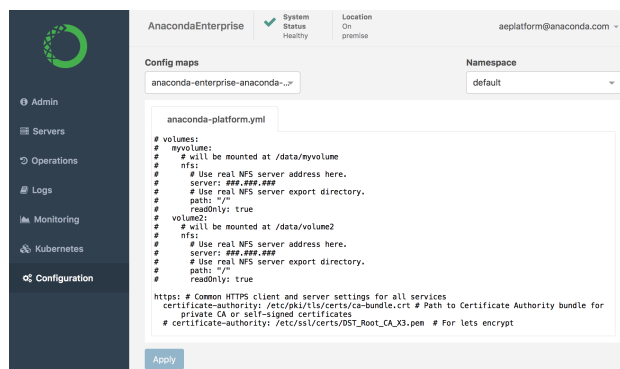 AnacondaEnterprise
System
Status
Healthy
Location
On
premise
aeplatform@anaconda.com
Config maps
Namespace
anaconda-enterprise-anaconda-...
default
Admin
Servers
Operations
Logs
Monitoring
Kubernetes
Configuration
anaconda-platform.yml
# volumes:
#   myvolume:
#     # will be mounted at /data/myvolume
#     nfs:
#       # Use real NFS server address here.
#       server: ###.###.###
#       # Use real NFS server export directory.
#       path: "/"
#       readOnly: true
#   volume2:
#     # will be mounted at /data/volume2
#     nfs:
#       # Use real NFS server address here.
#       server: ###.###.###
#       # Use real NFS server export directory.
#       path: "/"
#       readOnly: true
https: # Common HTTPS client and server settings for all services
  certificate-authority: /etc/pki/tls/certs/ca-bundle.crt # Path to Certificate Authority bundle for
    private CA or self-signed certificates
  # certificate-authority: /etc/ssl/certs/DST_Root_CA_X3.pem  # For lets encrypt
Apply